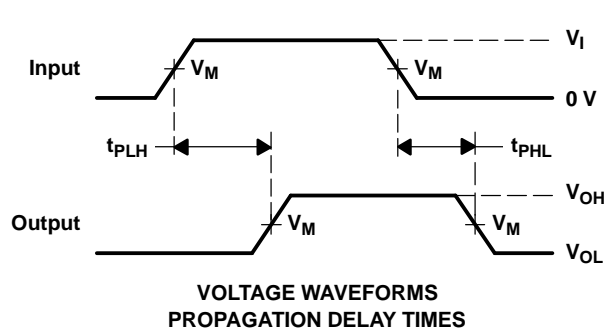 V_I
Input
V_M
V_M
0 V
t_PLH
t_PHL
V_OH
Output
V_M
V_M
V_OL
VOLTAGE WAVEFORMS
PROPAGATION DELAY TIMES